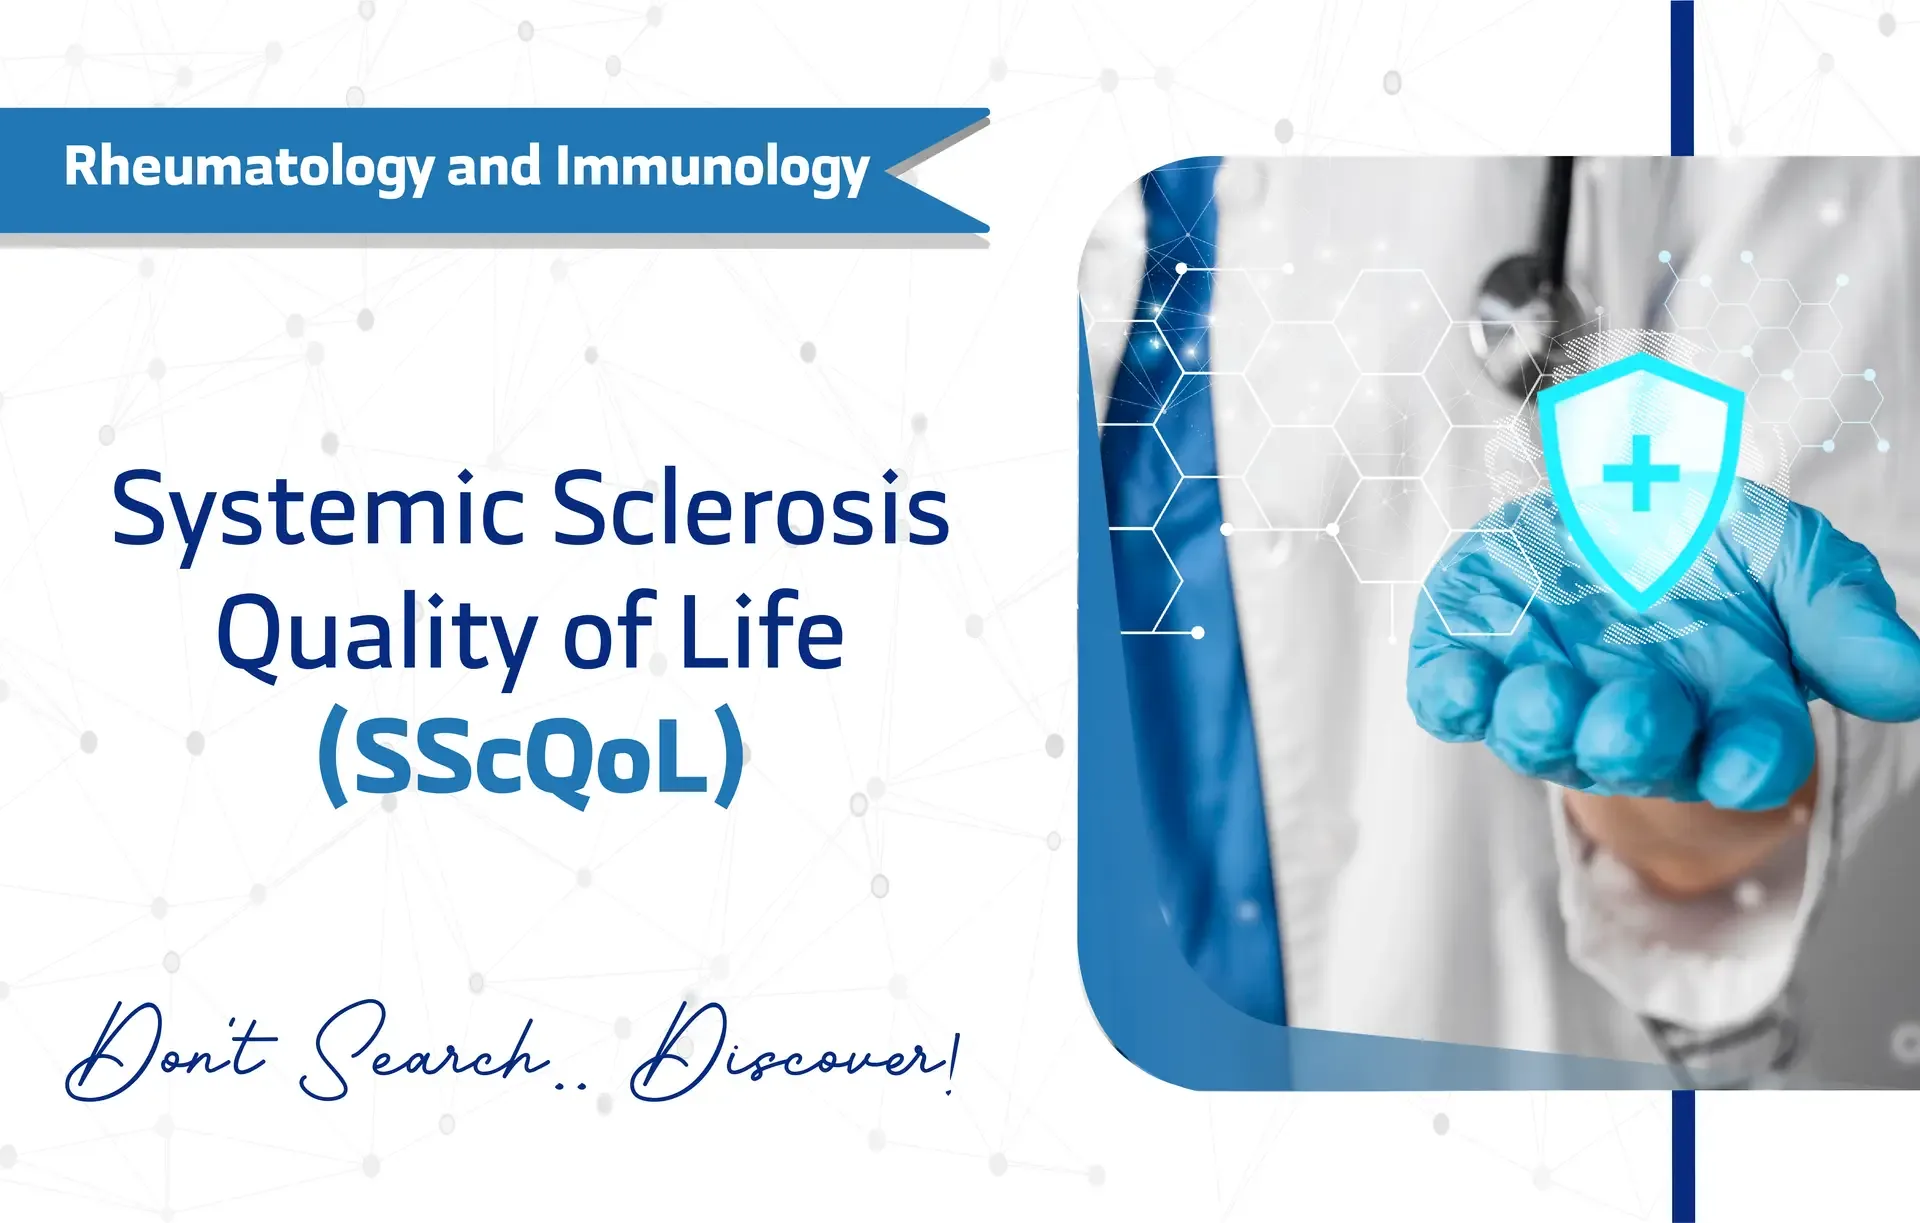 Rheumatology and Immunology
Systemic Sclerosis
Quality of Life
(SScQoL)
Don't Search.. Discover!